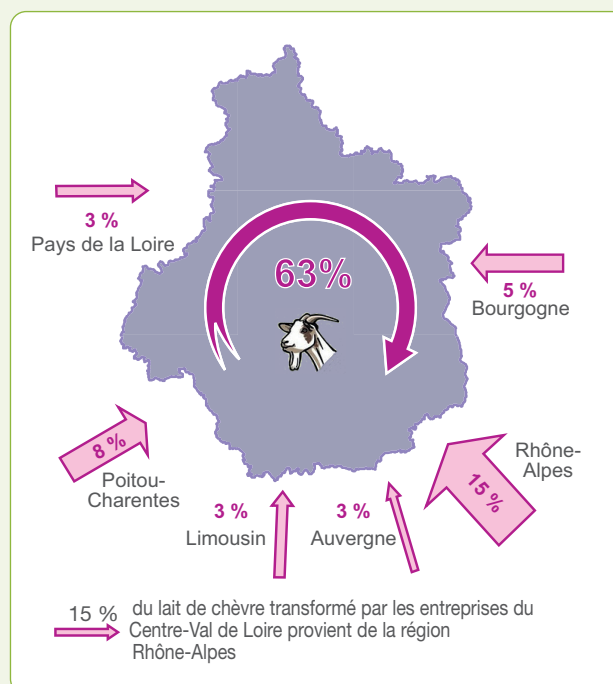 63%
3 %
Pays de la Loire
5 %
Bourgogne
8 %
Poitou-
Charentes
3 %
Limousin
3 %
Auvergne
Rhône-
Alpes
15 %
15 % du lait de chèvre transformé par les entreprises du
Centre-Val de Loire provient de la région
Rhône-Alpes